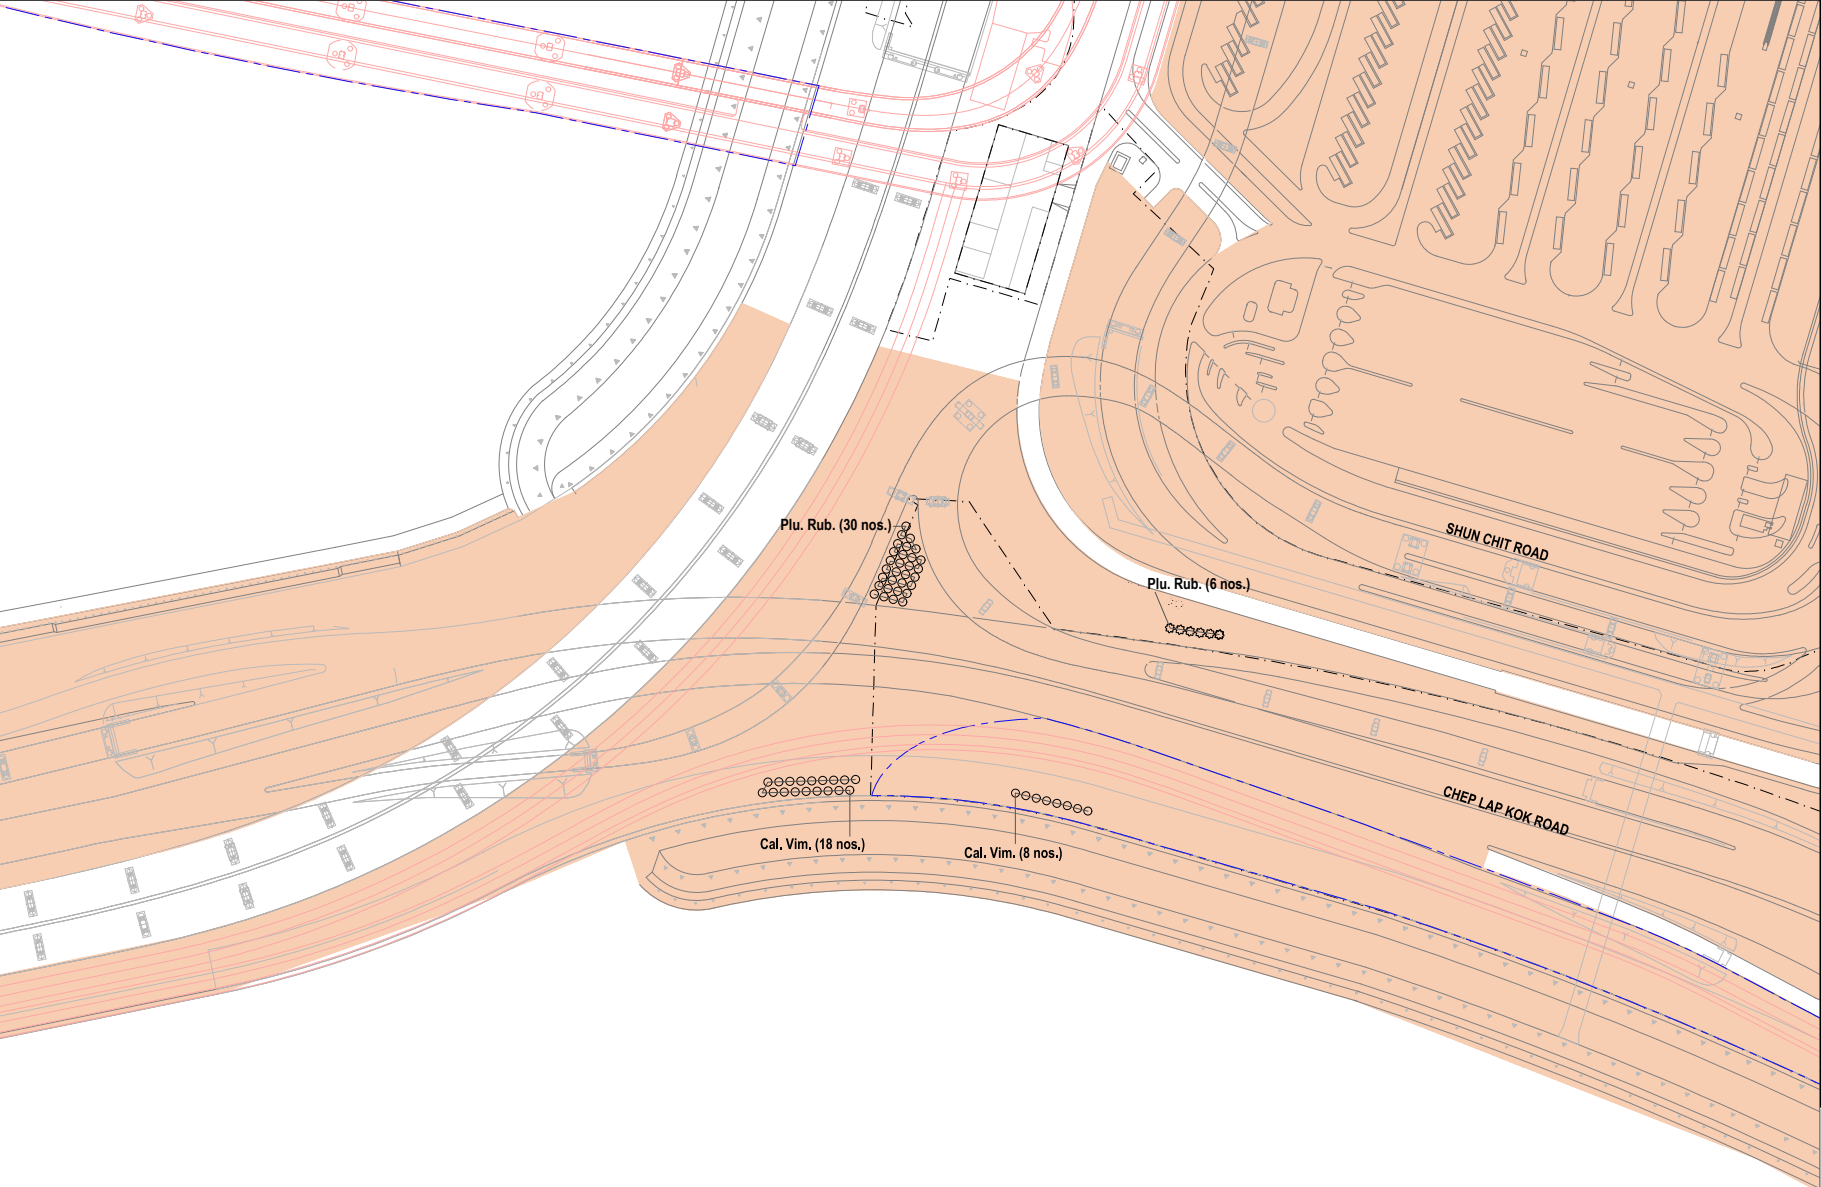 Plu. Rub. (30 nos.)
SHUN CHIT ROAD
Plu. Rub. (6 nos.)
CHEP LAP KOK ROAD
Cal. Vim. (18 nos.)
Cal. Vim. (8 nos.)